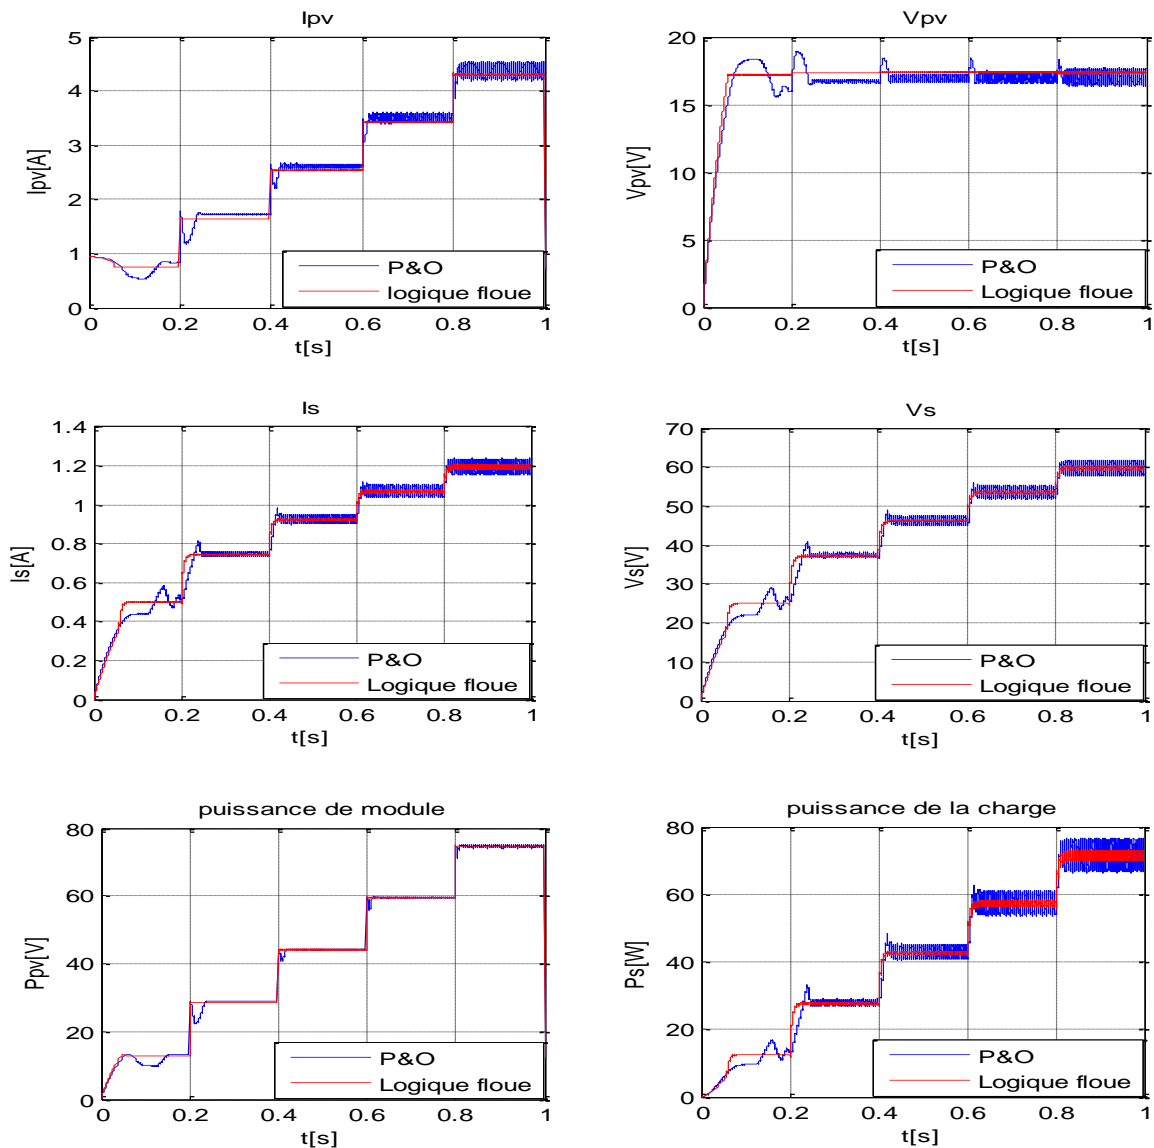 Ipv
5
4
3
2
1
0
Ipv[A]
0 0.2 0.4 0.6 0.8 1
t[s]
P&O
logique floue
Vpv
20
15
10
5
0
Vpv[V]
0 0.2 0.4 0.6 0.8 1
t[s]
P&O
Logique floue
Is
1.4
1.2
1
0.8
0.6
0.4
0.2
0
Is[A]
0 0.2 0.4 0.6 0.8 1
t[s]
P&O
Logique floue
Vs
70
60
50
40
30
20
10
0
Vs[V]
0 0.2 0.4 0.6 0.8 1
t[s]
P&O
Logique floue
puissance de module
80
60
40
20
0
Ppv[V]
0 0.2 0.4 0.6 0.8 1
t[s]
P&O
Logique floue
puissance de la charge
80
60
40
20
0
Ps[W]
0 0.2 0.4 0.6 0.8 1
t[s]
P&O
Logique floue